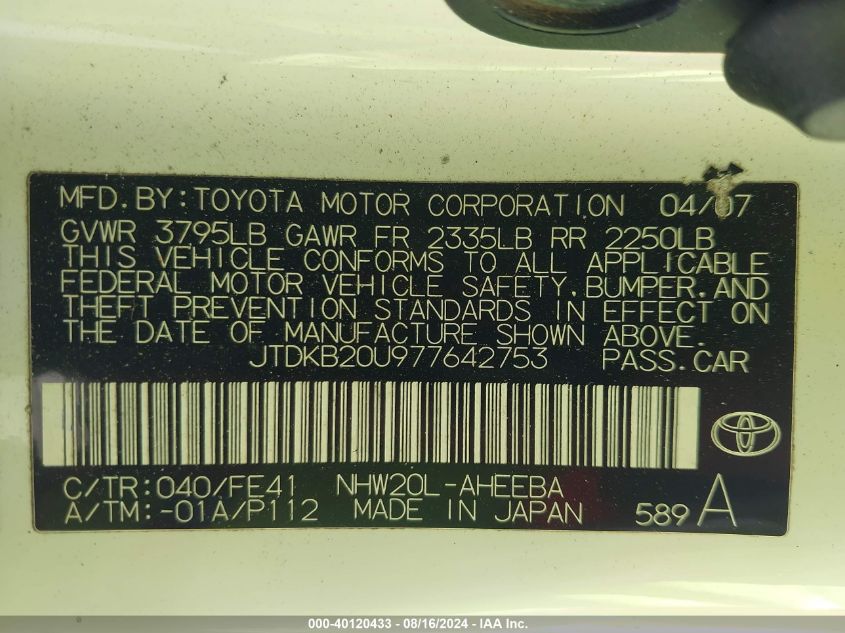 MFD. BY: TOYOTA MOTOR CORPORATION 04/07
GVWR 3795LB GAWR FR 2335LB RR 2250LB
THIS VEHICLE CONFORMS TO ALL APPLICABLE
FEDERAL MOTOR VEHICLE SAFETY, BUMPER, AND
THEFT PREVENTION STANDARDS IN EFFECT ON
THE DATE OF MANUFACTURE SHOWN ABOVE.
JTDKB20U977642753 PASS. CAR
C/TR: 040/FE41 NHW20L-AHEEBA
A/TM: -01A/P112 MADE IN JAPAN 589 A
000-40120433 - 08/16/2024 - IAA Inc.